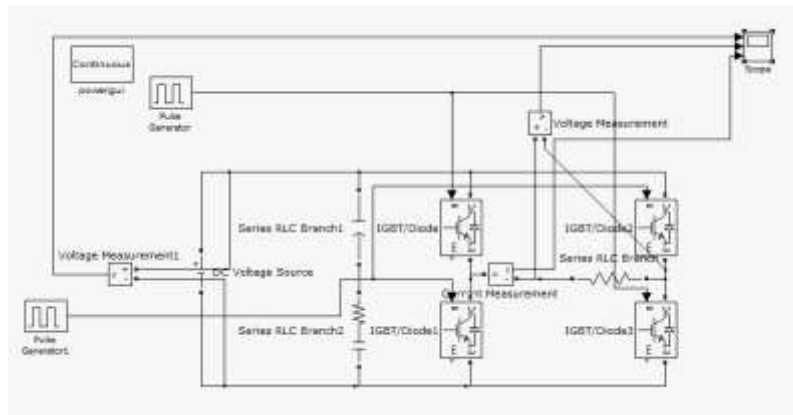 Continuous
powergui
Scope
Pulse
Generator
Voltage Measurement
Series RLC Branch1
IGBT/Diode
IGBT/Diode2
Voltage Measurement1
DC Voltage Source
Series RLC Branch
Current Measurement
Series RLC Branch2
IGBT/Diode1
IGBT/Diode3
Pulse
Generator1